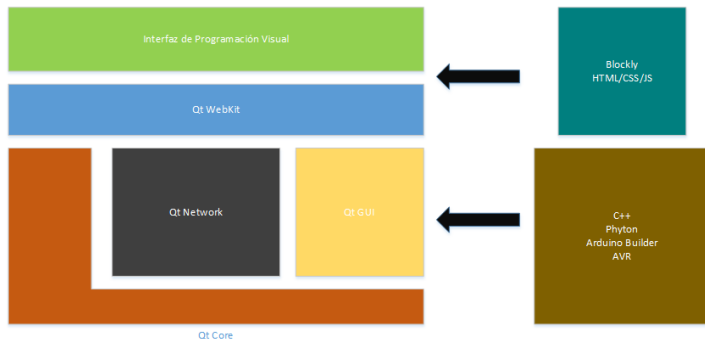 Interfaz de Programación Visual
Qt WebKit
Qt Network
Qt GUI
Qt Core
Blockly
HTML/CSS/JS
C++
Phyton
Arduino Builder
AVR